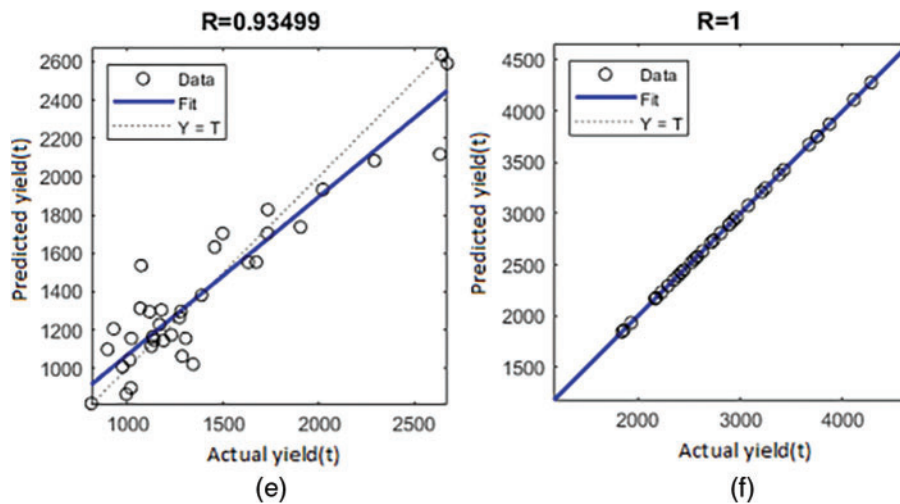 R=0.93499
Predicted yield(t)
2600
2400
2200
2000
1800
1600
1400
1200
1000
Data
Fit
Y = T
1000
1500
2000
2500
Actual yield(t)
(e)
R=1
Predicted yield(t)
4500
4000
3500
3000
2500
2000
1500
Data
Fit
Y = T
2000
3000
4000
Actual yield(t)
(f)